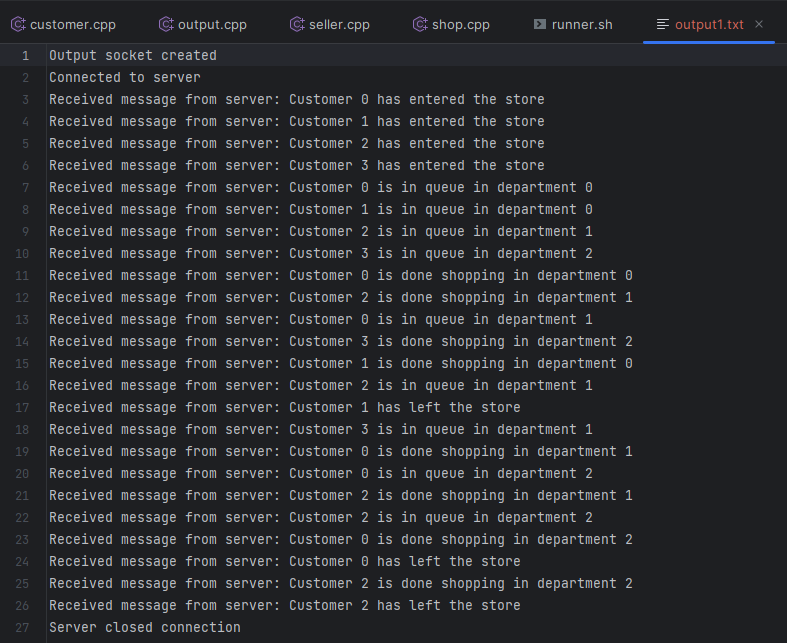 customer.cpp output.cpp seller.cpp shop.cpp runner.sh output1.txt
1 Output socket created
2 Connected to server
3 Received message from server: Customer 0 has entered the store
4 Received message from server: Customer 1 has entered the store
5 Received message from server: Customer 2 has entered the store
6 Received message from server: Customer 3 has entered the store
7 Received message from server: Customer 0 is in queue in department 0
8 Received message from server: Customer 1 is in queue in department 0
9 Received message from server: Customer 2 is in queue in department 1
10 Received message from server: Customer 3 is in queue in department 2
11 Received message from server: Customer 0 is done shopping in department 0
12 Received message from server: Customer 2 is done shopping in department 1
13 Received message from server: Customer 0 is in queue in department 1
14 Received message from server: Customer 3 is done shopping in department 2
15 Received message from server: Customer 1 is done shopping in department 0
16 Received message from server: Customer 2 is in queue in department 1
17 Received message from server: Customer 1 has left the store
18 Received message from server: Customer 3 is in queue in department 1
19 Received message from server: Customer 0 is done shopping in department 1
20 Received message from server: Customer 0 is in queue in department 2
21 Received message from server: Customer 2 is done shopping in department 1
22 Received message from server: Customer 2 is in queue in department 2
23 Received message from server: Customer 0 is done shopping in department 2
24 Received message from server: Customer 0 has left the store
25 Received message from server: Customer 2 is done shopping in department 2
26 Received message from server: Customer 2 has left the store
27 Server closed connection